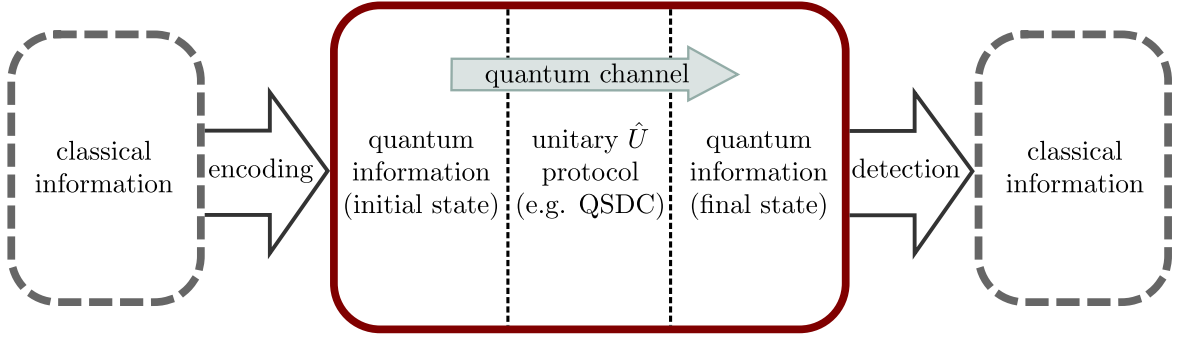 classical
information
encoding
quantum channel
quantum
information
(initial state)
unitary Û
protocol
(e.g. QSDC)
quantum
information
(final state)
detection
classical
information